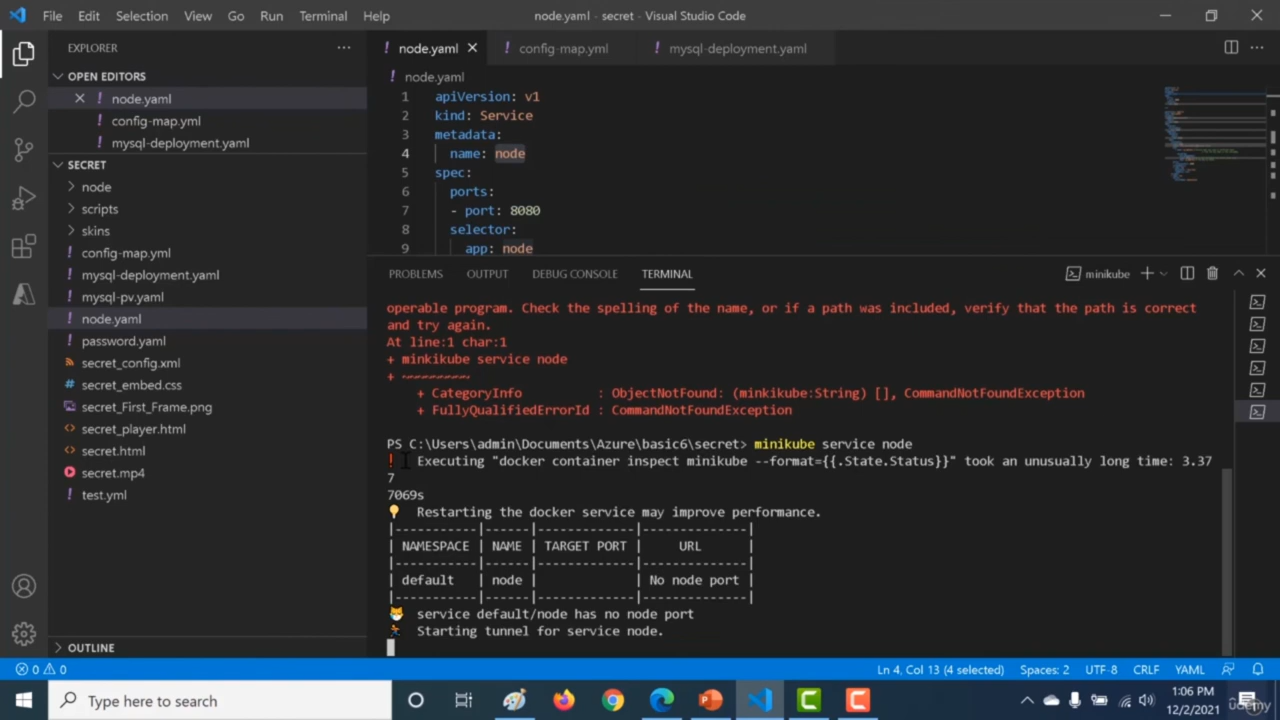 File Edit Selection View Go Run Terminal Help
node.yaml - secret - Visual Studio Code
EXPLORER
OPEN EDITORS
! node.yaml
! config-map.yml
! mysql-deployment.yaml
SECRET
node
scripts
skins
! config-map.yml
! mysql-deployment.yaml
! mysql-pv.yaml
! node.yaml
! password.yaml
secret_config.xml
secret_embed.css
secret_First_Frame.png
secret_player.html
secret.html
secret.mp4
! test.yml
OUTLINE
! node.yaml ! config-map.yml ! mysql-deployment.yaml
! node.yaml
1 apiVersion: v1
2 kind: Service
3 metadata:
4 name: node
5 spec:
6 ports:
7 - port: 8080
8 selector:
9 app: node
PROBLEMS OUTPUT DEBUG CONSOLE TERMINAL
minikube
operable program. Check the spelling of the name, or if a path was included, verify that the path is correct
and try again.
At line:1 char:1
+ minkikube service node
+ ~~~~~~~~~
+ CategoryInfo : ObjectNotFound: (minkikube:String) [], CommandNotFoundException
+ FullyQualifiedErrorId : CommandNotFoundException
PS C:\Users\admin\Documents\Azure\basic6\secret> minikube service node
! Executing "docker container inspect minikube --format={{.State.Status}}" took an unusually long time: 3.37
7
7069s
Restarting the docker service may improve performance.
|-----------|------|-------------|--------------|
| NAMESPACE | NAME | TARGET PORT | URL |
|-----------|------|-------------|--------------|
| default | node | | No node port |
|-----------|------|-------------|--------------|
service default/node has no node port
Starting tunnel for service node.
0 0
Ln 4, Col 13 (4 selected) Spaces: 2 UTF-8 CRLF YAML
Type here to search
1:06 PM
12/2/2021
udemy